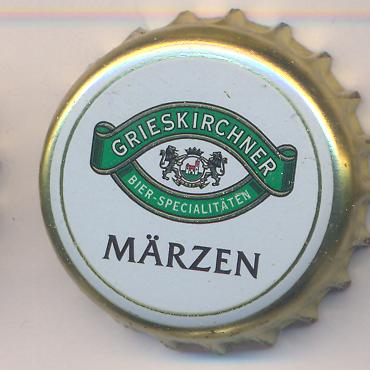 GRIESKIRCHNER
BIER-SPECIALITÄTEN
MÄRZEN